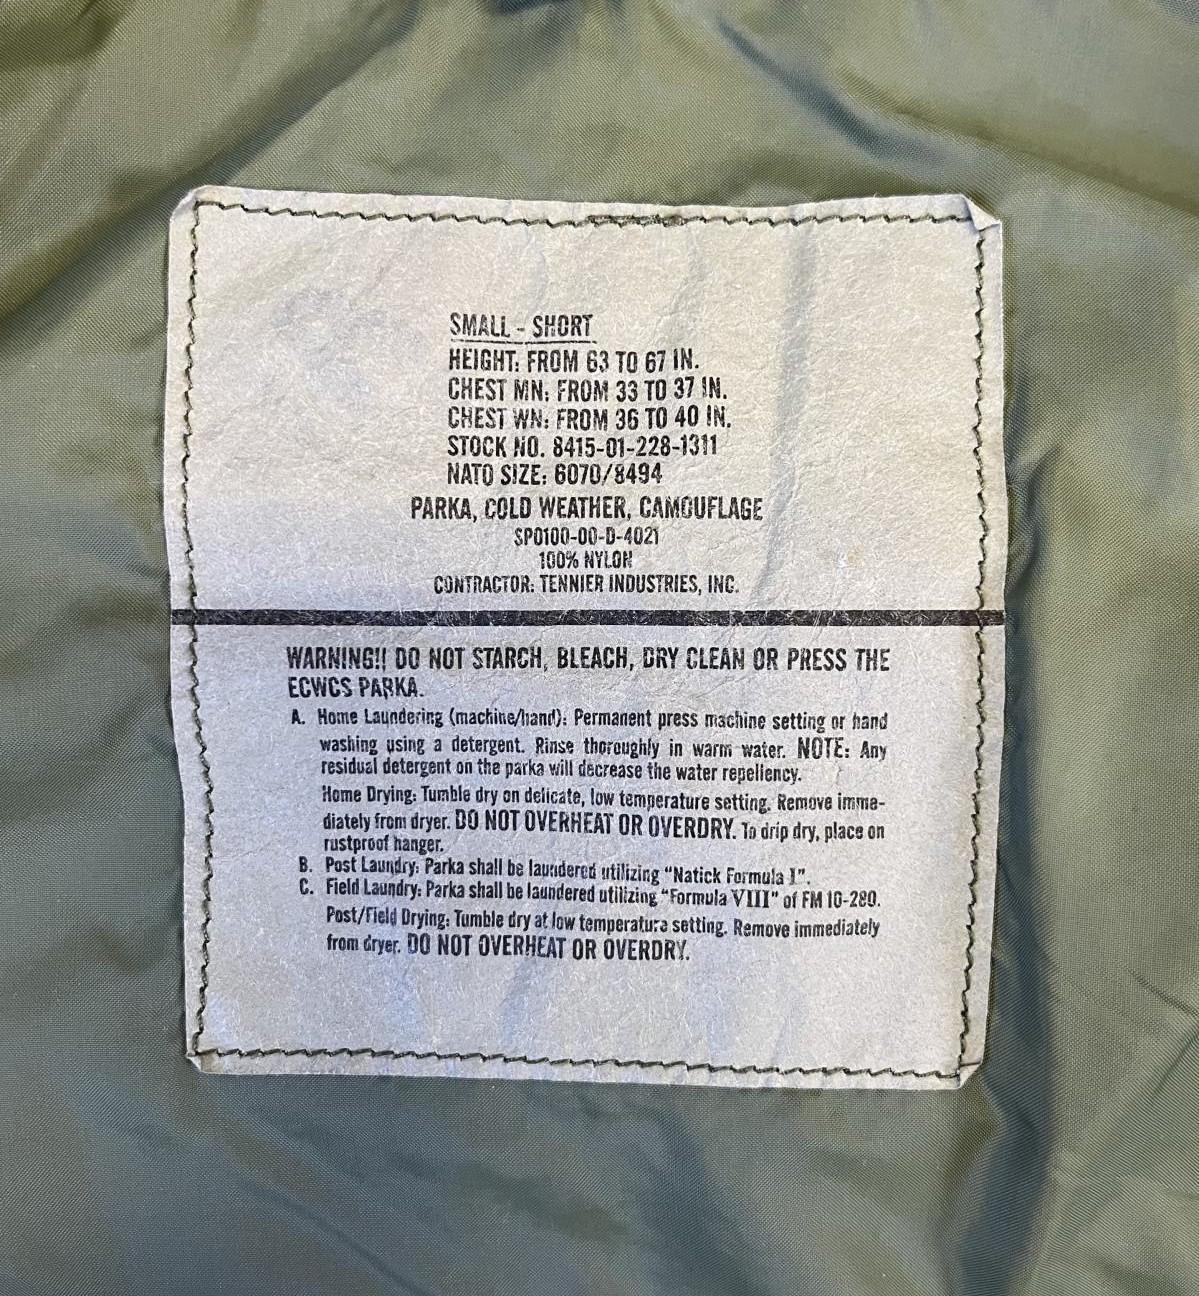 SMALL - SHORT
HEIGHT: FROM 63 TO 67 IN.
CHEST MN: FROM 33 TO 37 IN.
CHEST WN: FROM 36 TO 40 IN.
STOCK NO. 8415-01-228-1311
NATO SIZE: 6070/8494
PARKA, COLD WEATHER, CAMOUFLAGE
SP0100-00-D-4021
100% NYLON
CONTRACTOR: TENNIER INDUSTRIES, INC.
WARNING!! DO NOT STARCH, BLEACH, DRY CLEAN OR PRESS THE
ECWCS PARKA.
A. Home Laundering (machine/hand): Permanent press machine setting or hand
washing using a detergent. Rinse thoroughly in warm water. NOTE: Any
residual detergent on the parka will decrease the water repellency.
Home Drying: Tumble dry on delicate, low temperature setting. Remove imme-
diately from dryer. DO NOT OVERHEAT OR OVERDRY. To drip dry, place on
rustproof hanger.
B. Post Laundry: Parka shall be laundered utilizing "Natick Formula I".
C. Field Laundry: Parka shall be laundered utilizing "Formula VIII" of FM 10-280.
Post/Field Drying: Tumble dry at low temperature setting. Remove immediately
from dryer. DO NOT OVERHEAT OR OVERDRY.